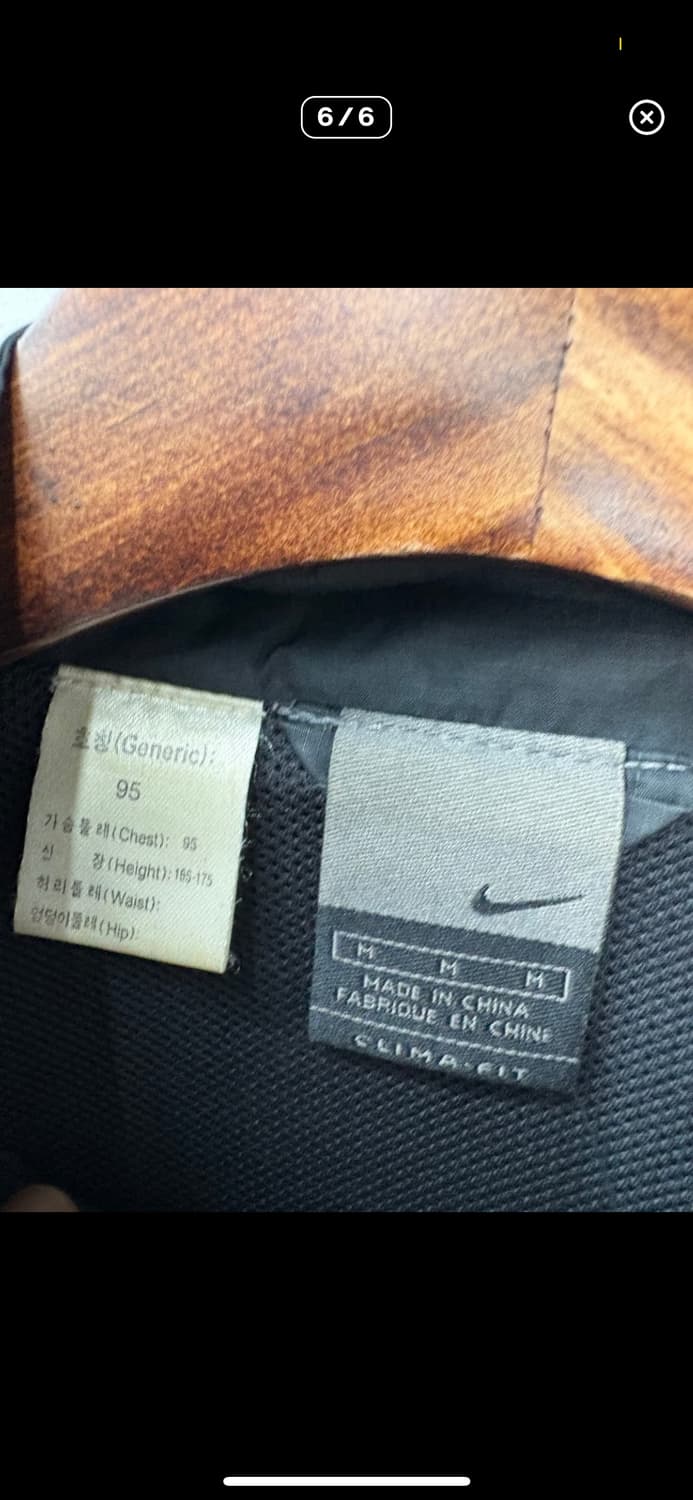 6/6
호칭(Generic):
95
가슴둘레(Chest): 95
신 장(Height): 165-175
허리둘레(Waist):
엉덩이둘레(Hip):
M M M
MADE IN CHINA
FABRIQUE EN CHINE
CLIMA-FIT